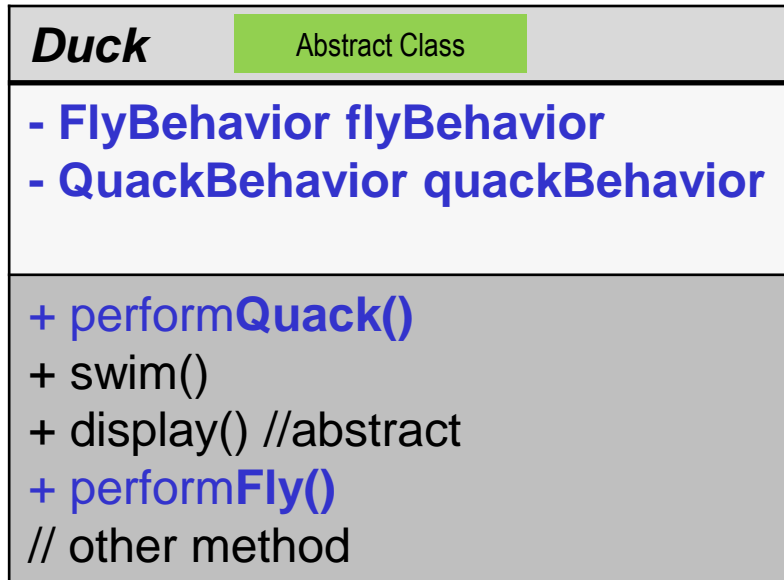 Duck Abstract Class
- FlyBehavior flyBehavior
- QuackBehavior quackBehavior
+ performQuack()
+ swim()
+ display() //abstract
+ performFly()
// other method